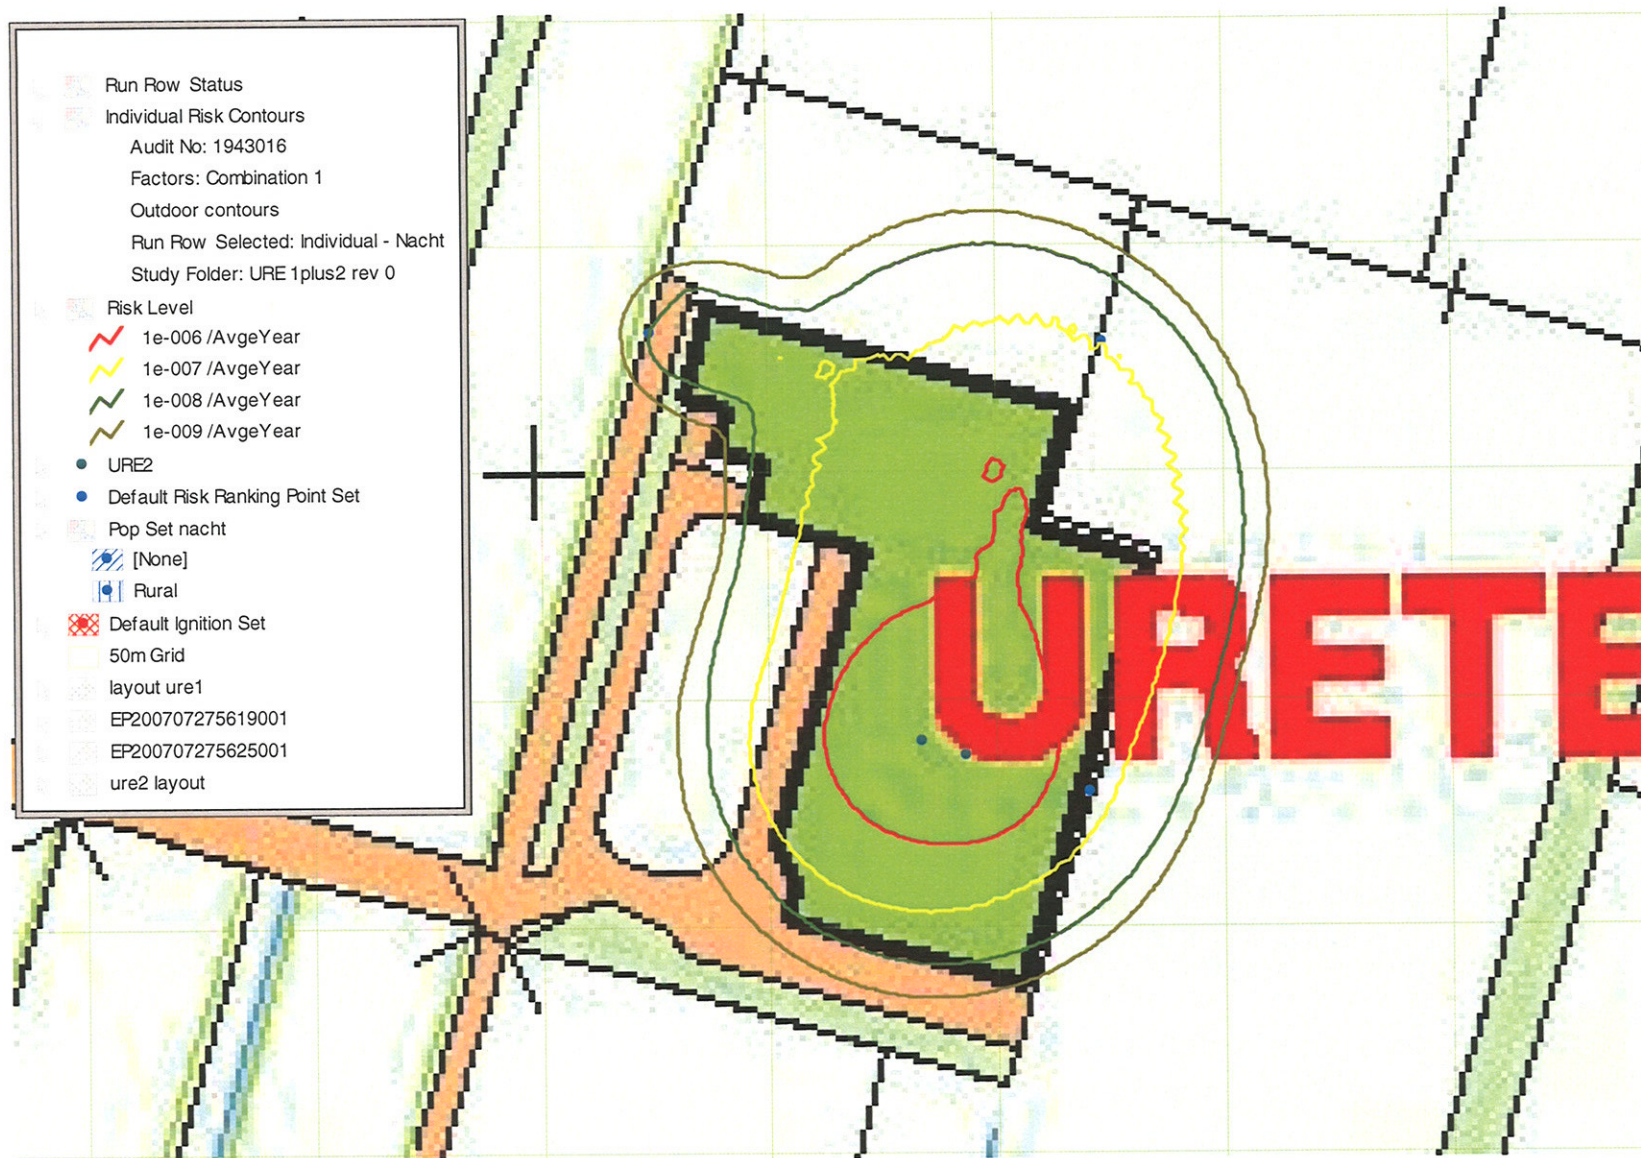 Run Row Status
Individual Risk Contours
Audit No: 1943016
Factors: Combination 1
Outdoor contours
Run Row Selected: Individual - Nacht
Study Folder: URE 1plus2 rev 0
Risk Level
1e-006 /AvgeYear
1e-007 /AvgeYear
1e-008 /AvgeYear
1e-009 /AvgeYear
URE2
Default Risk Ranking Point Set
Pop Set nacht
[None]
Rural
Default Ignition Set
50m Grid
layout ure1
EP200707275619001
EP200707275625001
ure2 layout
URETE